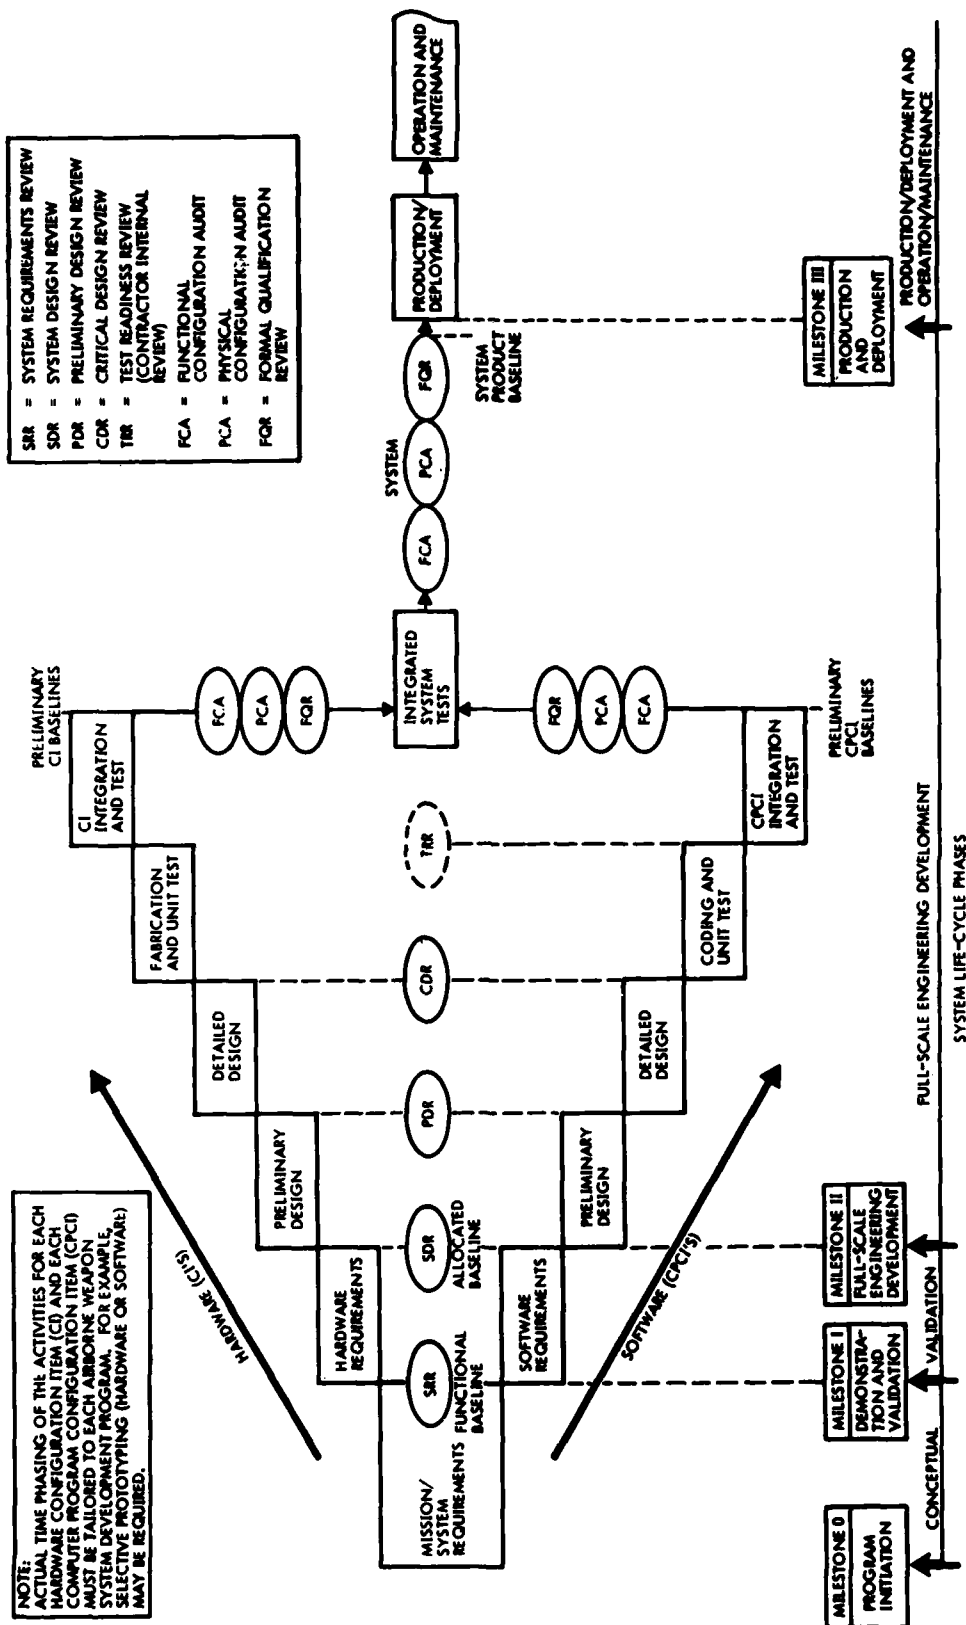 NOTE:
ACTUAL TIME PHASING OF THE ACTIVITIES FOR EACH
HARDWARE CONFIGURATION ITEM (CI) AND EACH
COMPUTER PROGRAM CONFIGURATION ITEM (CPCI)
MUST BE TAILORED TO EACH AIRBORNE WEAPON
SYSTEM DEVELOPMENT PROGRAM. FOR EXAMPLE,
SELECTIVE PROTOTYPING (HARDWARE OR SOFTWARE)
MAY BE REQUIRED.
SRR = SYSTEM REQUIREMENTS REVIEW
SDR = SYSTEM DESIGN REVIEW
PDR = PRELIMINARY DESIGN REVIEW
CDR = CRITICAL DESIGN REVIEW
TRR = TEST READINESS REVIEW
(CONTRACTOR INTERNAL
REVIEW)
FCA = FUNCTIONAL
CONFIGURATION AUDIT
PCA = PHYSICAL
CONFIGURATION AUDIT
FQR = FORMAL QUALIFICATION
REVIEW
HARDWARE (CI'S)
PRELIMINARY
CI BASELINES
CI
INTEGRATION
AND TEST
FABRICATION
AND UNIT TEST
DETAILED
DESIGN
PRELIMINARY
DESIGN
HARDWARE
REQUIREMENTS
FCA
PCA
FQR
MISSION/
SYSTEM
REQUIREMENTS
SRR
FUNCTIONAL
BASELINE
SDR
ALLOCATED
BASELINE
PDR
CDR
TRR
INTEGRATED
SYSTEM
TESTS
SYSTEM
FCA
PCA
FQR
SYSTEM
PRODUCT
BASELINE
PRODUCTION/
DEPLOYMENT
OPERATION AND
MAINTENANCE
SOFTWARE
REQUIREMENTS
PRELIMINARY
DESIGN
DETAILED
DESIGN
CODING AND
UNIT TEST
CPCI
INTEGRATION
AND TEST
FQR
PCA
FCA
PRELIMINARY
CPCI
BASELINES
SOFTWARE (CPCI'S)
MILESTONE 0
PROGRAM
INITIATION
MILESTONE I
DEMONSTRA-
TION AND
VALIDATION
MILESTONE II
FULL-SCALE
ENGINEERING
DEVELOPMENT
MILESTONE III
PRODUCTION
AND
DEPLOYMENT
CONCEPTUAL
VALIDATION
FULL-SCALE ENGINEERING DEVELOPMENT
PRODUCTION/DEPLOYMENT AND
OPERATION/MAINTENANCE
SYSTEM LIFE-CYCLE PHASES